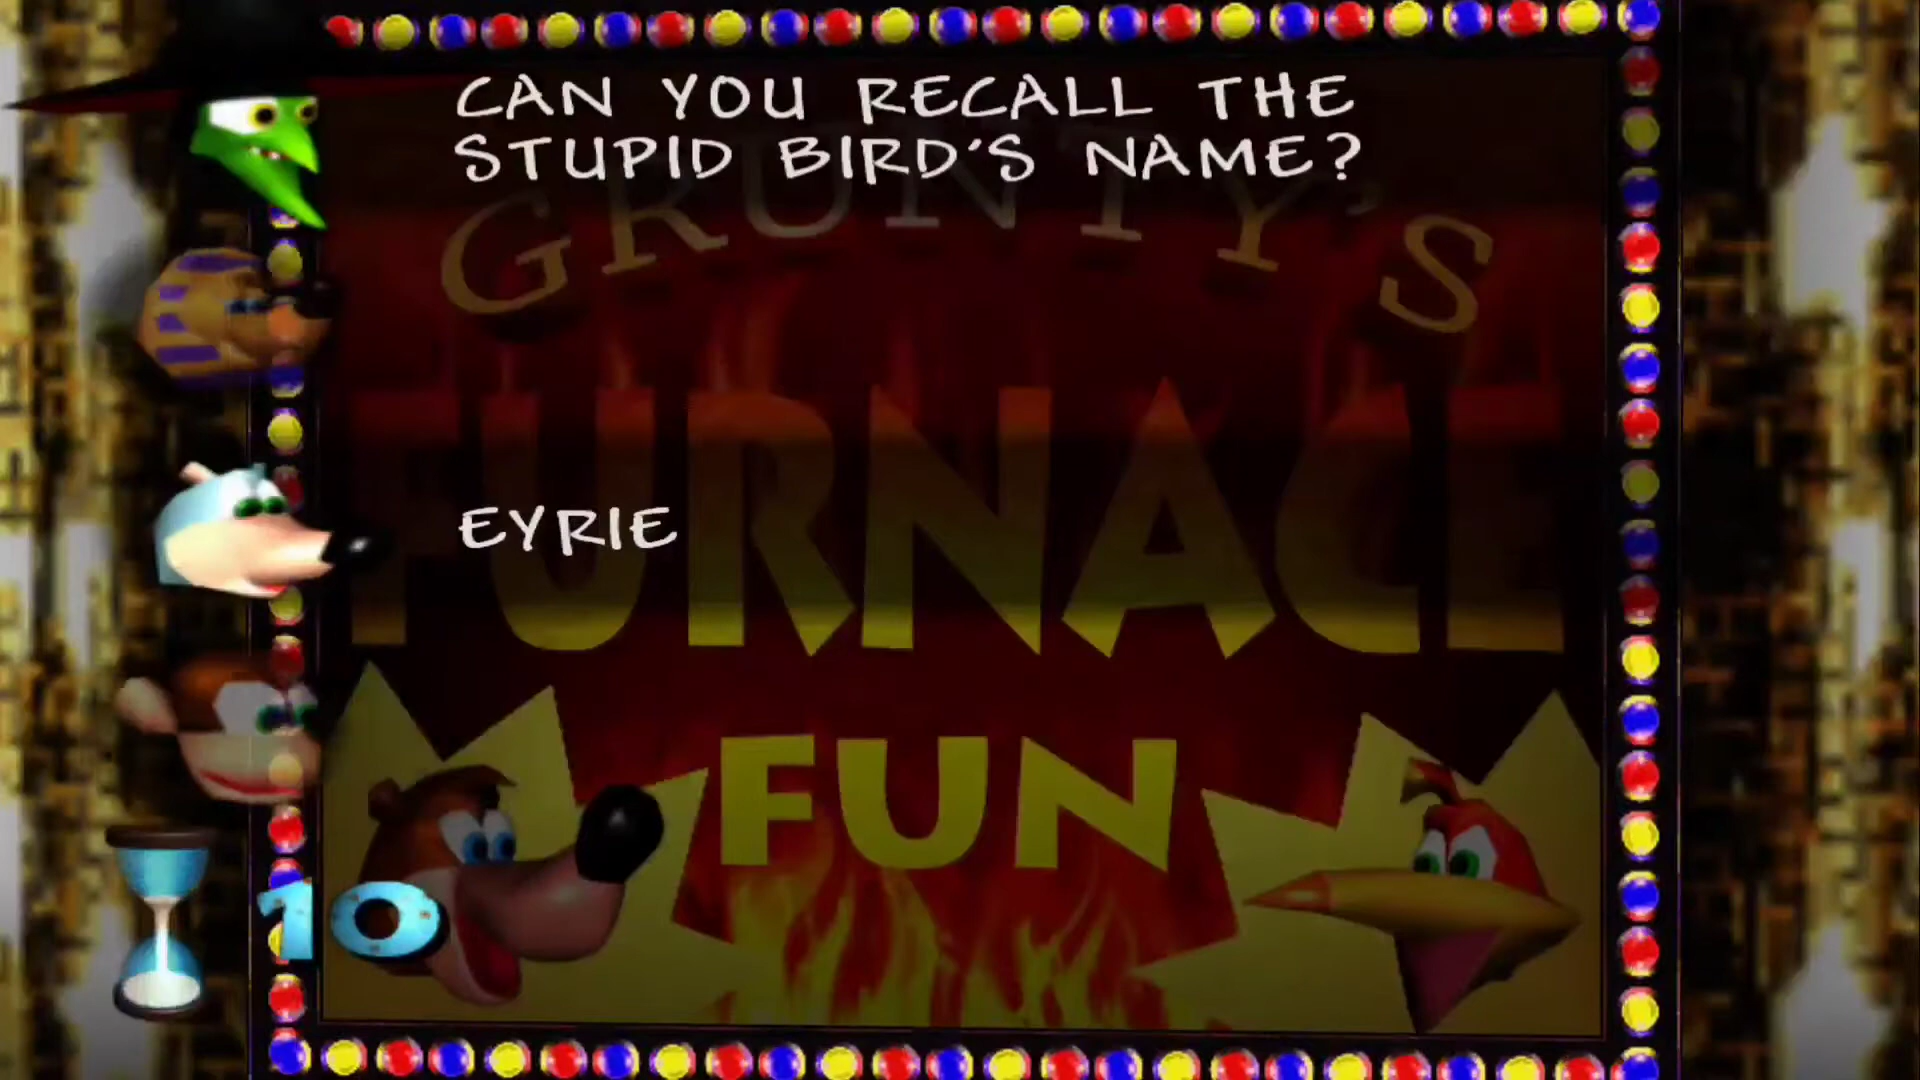 CAN YOU RECALL THE
STUPID BIRD'S NAME?
GRUNTY'S
EYRIE
FURNACE
FUN
10